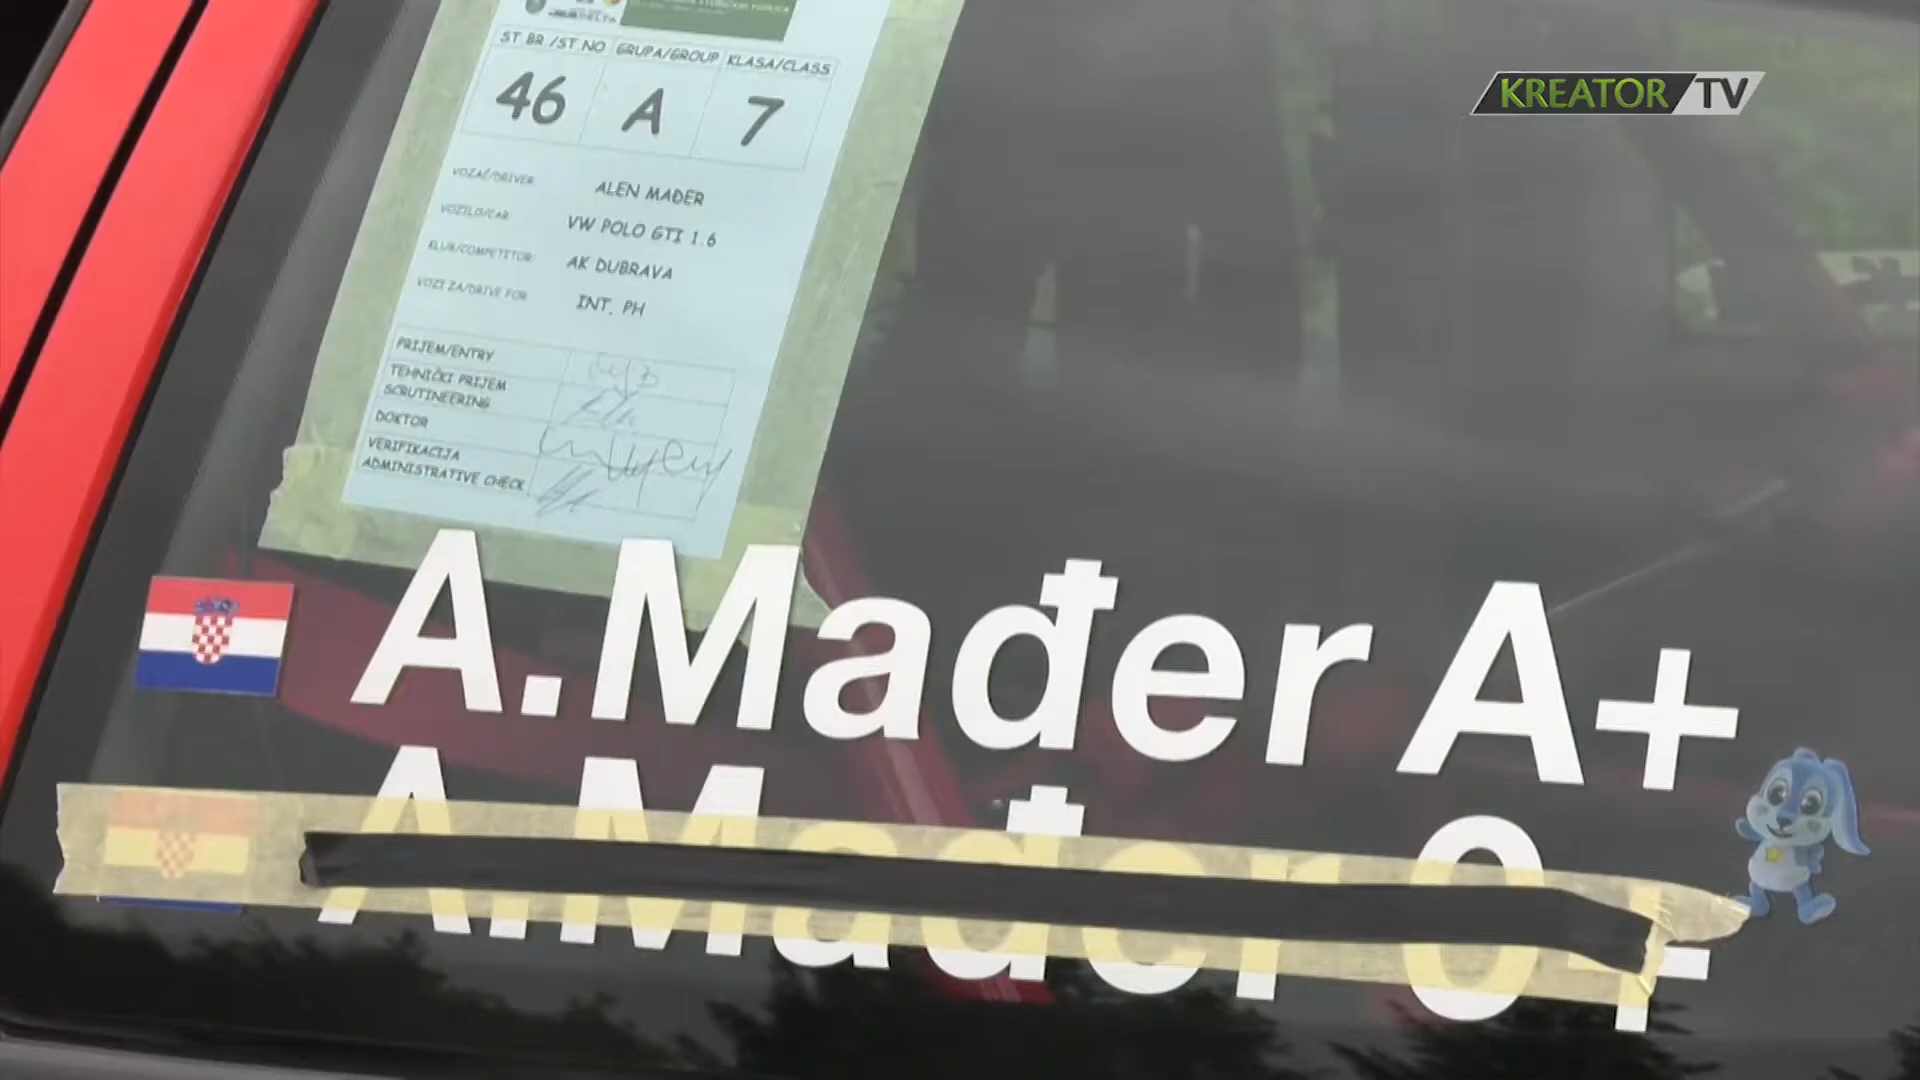 KREATOR TV
ST BR./ST NO GRUPA/GROUP KLASA/CLASS
46 A 7
VOZAČ/DRIVER ALEN MAĐER
VOZILO/CAR VW POLO GTI 1.6
KLUB/COMPETITOR: AK DUBRAVA
VOZI ZA/DRIVE FOR INT. PH
PRIJEM/ENTRY
TEHNIČKI PRIJEM
SCRUTINEERING
DOKTOR
VERIFIKACIJA
ADMINISTRATIVE CHECK
A.Mađer A+
A.Mađer 0+